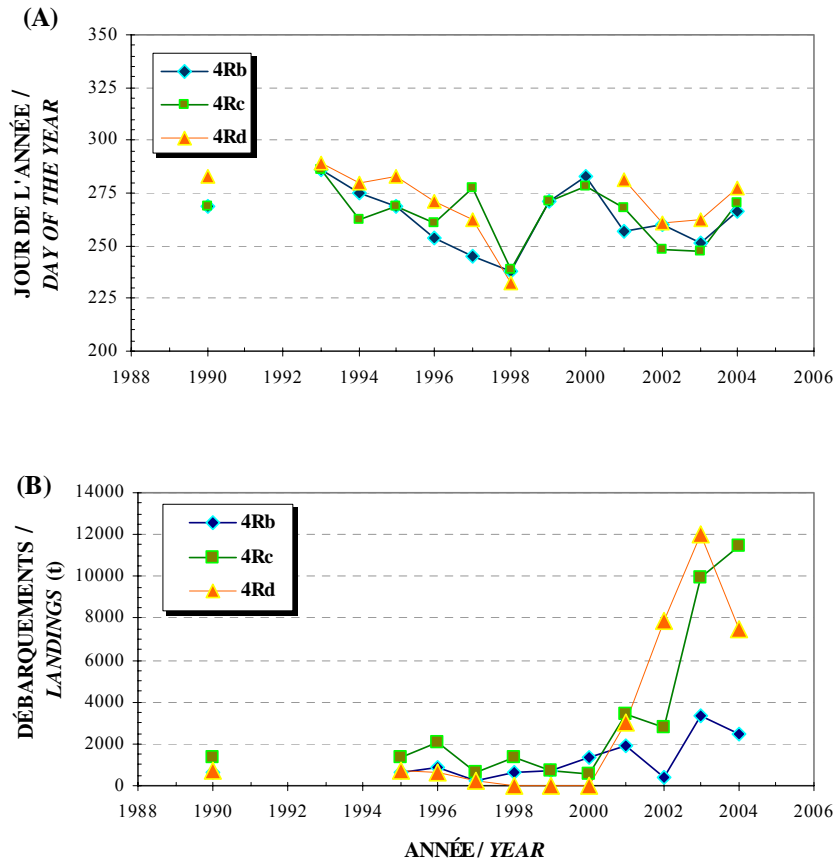 (A)
JOUR DE L'ANNÉE /
DAY OF THE YEAR
350
325
300
275
250
225
200
4Rb
4Rc
4Rd
1988 1990 1992 1994 1996 1998 2000 2002 2004 2006
(B)
DÉBARQUEMENTS /
LANDINGS (t)
14000
12000
10000
8000
6000
4000
2000
0
4Rb
4Rc
4Rd
1988 1990 1992 1994 1996 1998 2000 2002 2004 2006
ANNÉE / YEAR